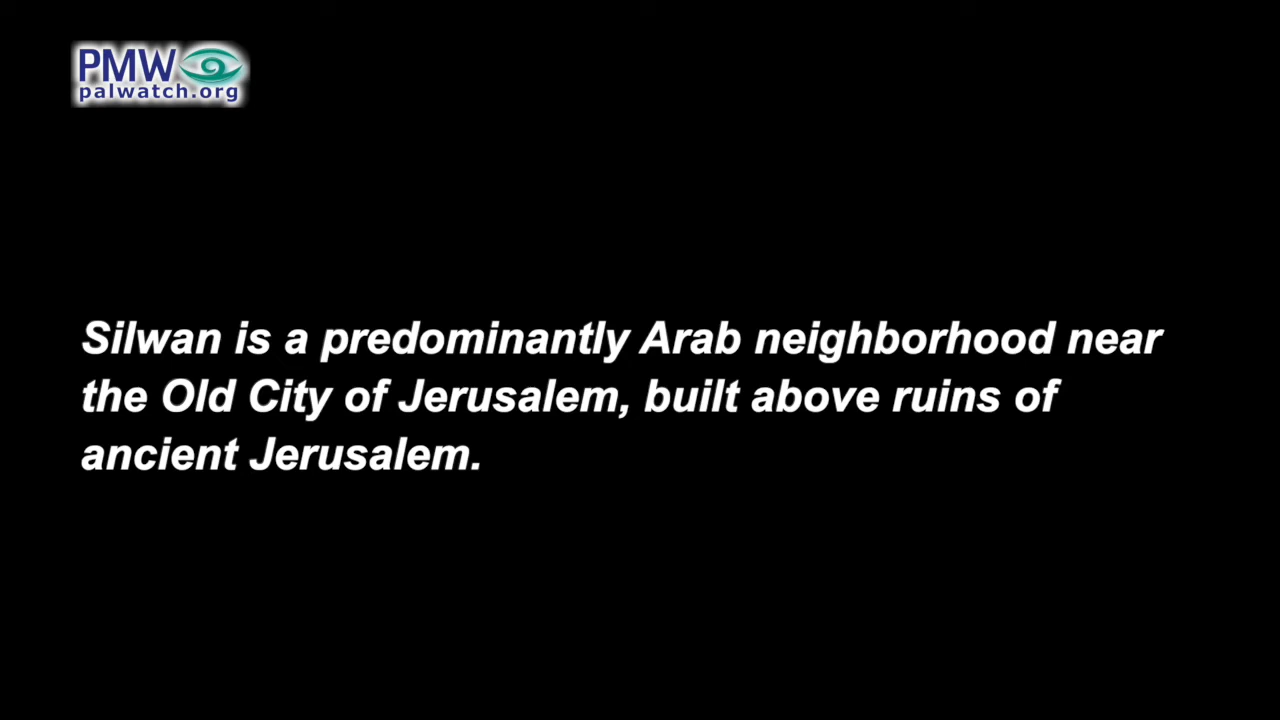 PMW
palwatch.org
Silwan is a predominantly Arab neighborhood near
the Old City of Jerusalem, built above ruins of
ancient Jerusalem.